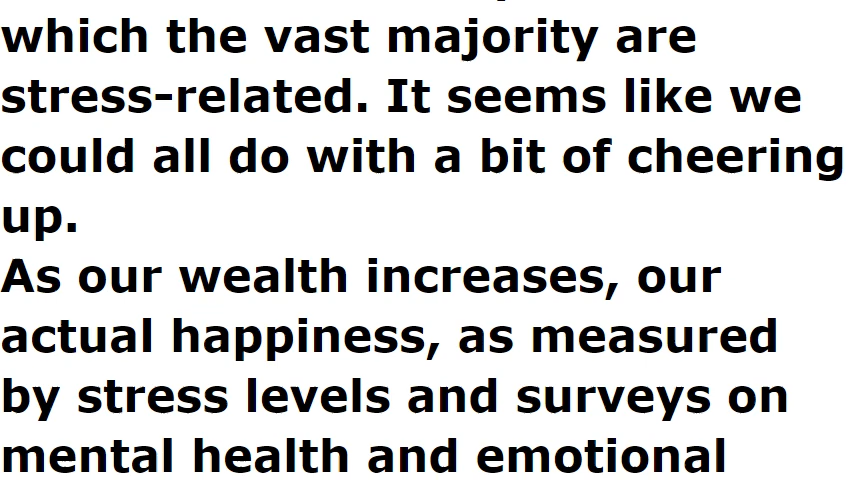 which the vast majority are
stress-related. It seems like we
could all do with a bit of cheering
up.
As our wealth increases, our
actual happiness, as measured
by stress levels and surveys on
mental health and emotional